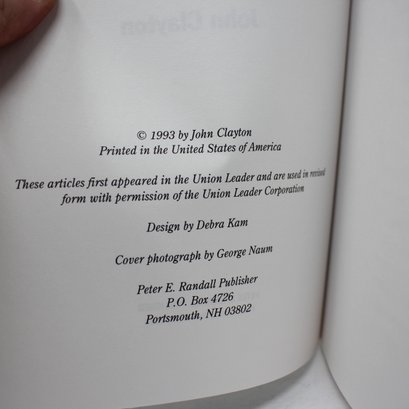 © 1993 by John Clayton
Printed in the United States of America
These articles first appeared in the Union Leader and are used in revised
form with permission of the Union Leader Corporation
Design by Debra Kam
Cover photograph by George Naum
Peter E. Randall Publisher
P.O. Box 4726
Portsmouth, NH 03802